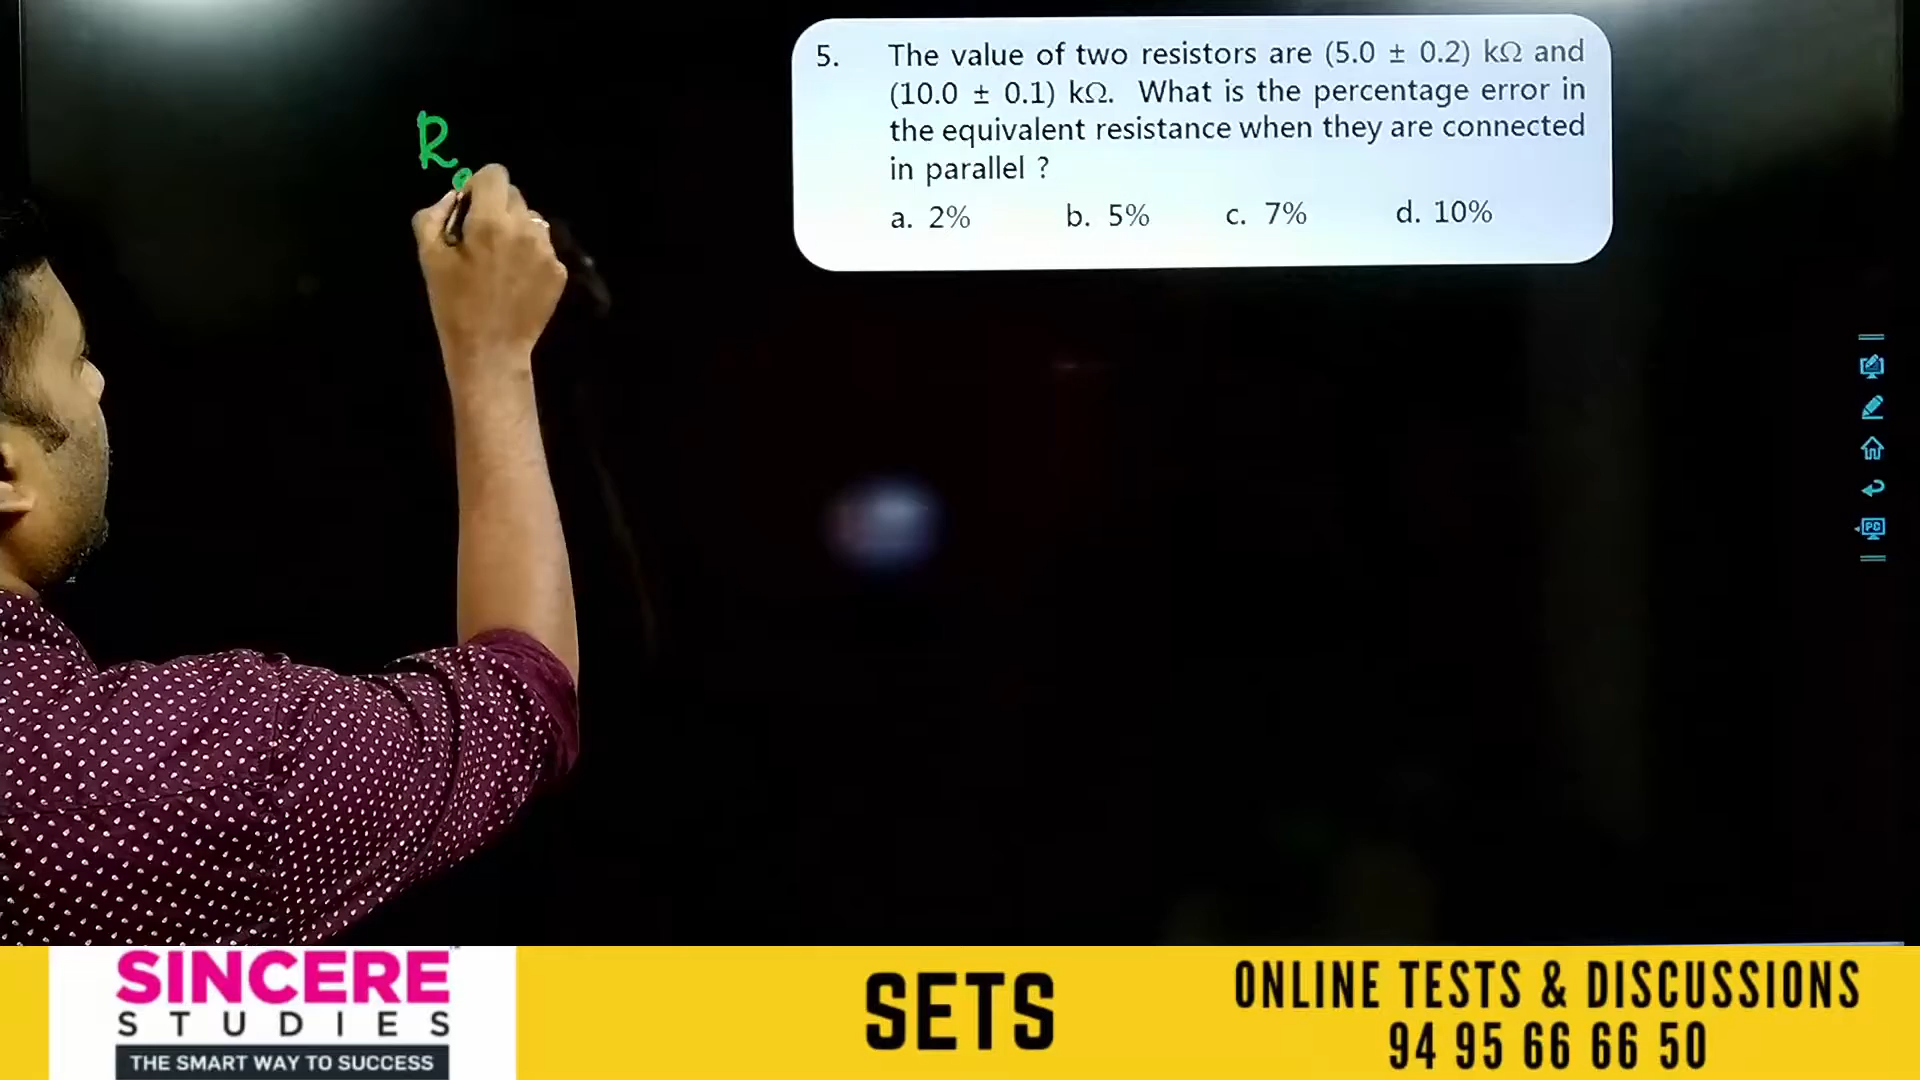 5. The value of two resistors are (5.0 ± 0.2) kΩ and
(10.0 ± 0.1) kΩ. What is the percentage error in
the equivalent resistance when they are connected
in parallel ?
a. 2% b. 5% c. 7% d. 10%
R
PC
SINCERE
STUDIES
THE SMART WAY TO SUCCESS
SETS
ONLINE TESTS & DISCUSSIONS
94 95 66 66 50